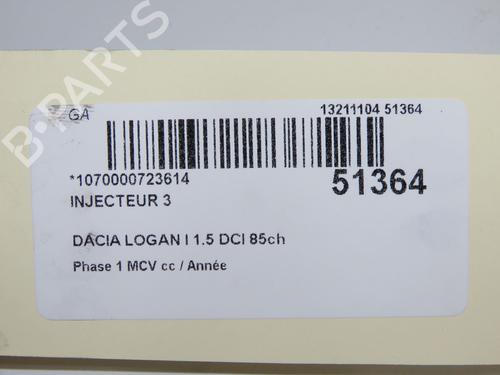 B-PARTS
GA
13211104 51364
*1070000723614
51364
INJECTEUR 3
DACIA LOGAN I 1.5 DCI 85ch
Phase 1 MCV cc / Année